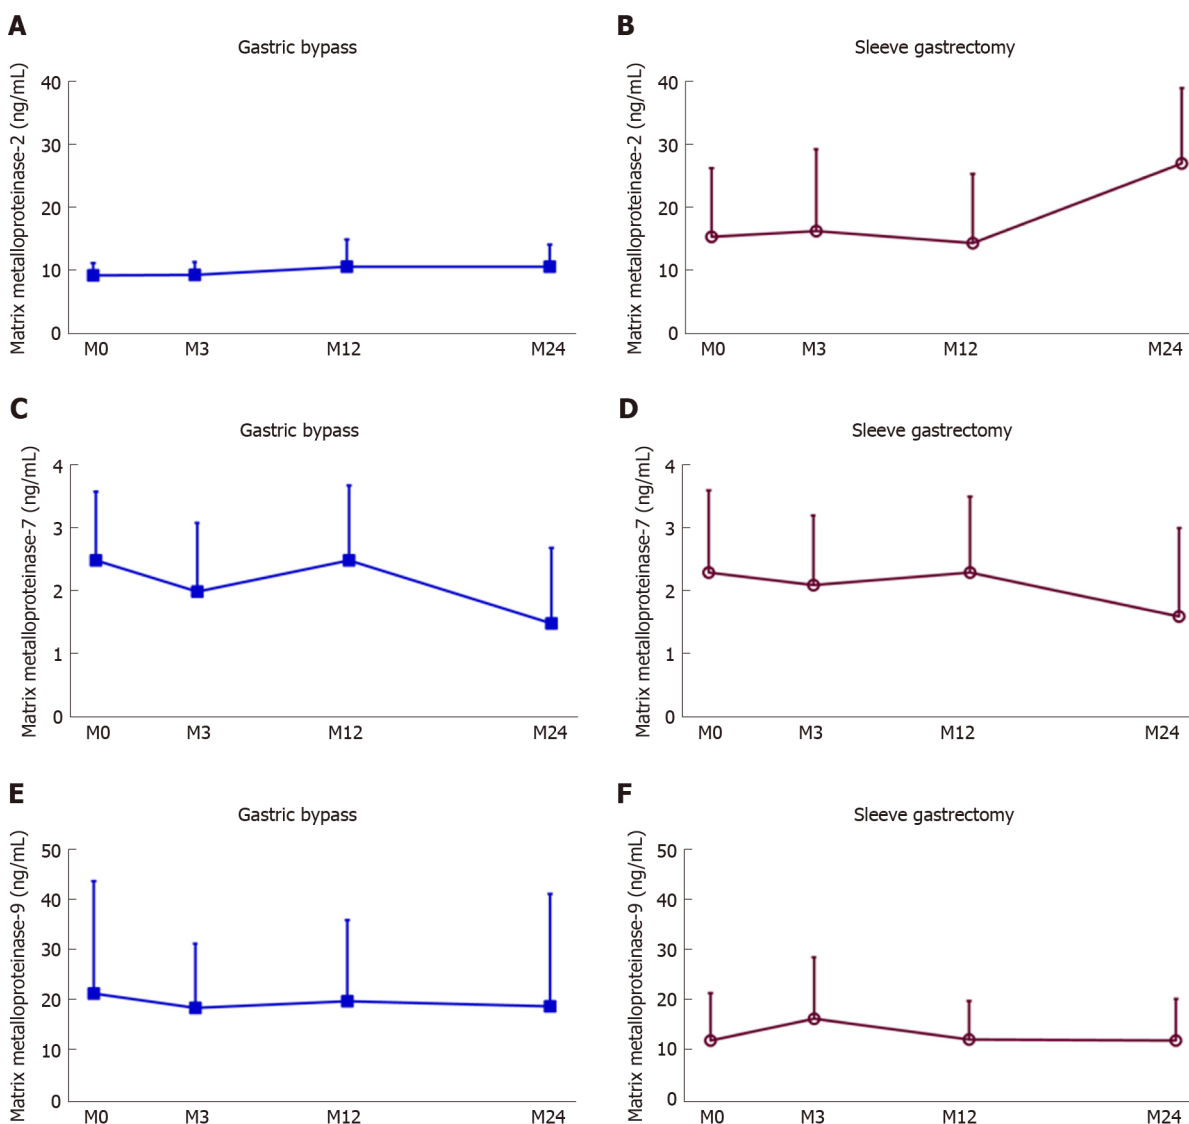 A
Gastric bypass
Matrix metalloproteinase-2 (ng/mL)
40
30
20
10
0
M0 M3 M12 M24
B
Sleeve gastrectomy
Matrix metalloproteinase-2 (ng/mL)
40
30
20
10
0
M0 M3 M12 M24
C
Gastric bypass
Matrix metalloproteinase-7 (ng/mL)
4
3
2
1
0
M0 M3 M12 M24
D
Sleeve gastrectomy
Matrix metalloproteinase-7 (ng/mL)
4
3
2
1
0
M0 M3 M12 M24
E
Gastric bypass
Matrix metalloproteinase-9 (ng/mL)
50
40
30
20
10
0
M0 M3 M12 M24
F
Sleeve gastrectomy
Matrix metalloproteinase-9 (ng/mL)
50
40
30
20
10
0
M0 M3 M12 M24